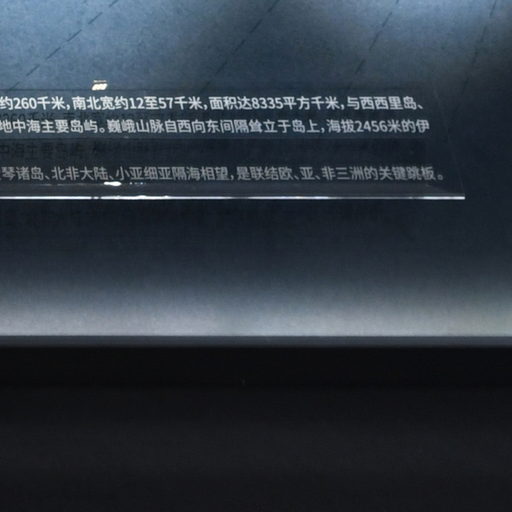 约260千米，南北宽约12至57千米，面积达8335平方千米，与西西里岛、
地中海主要岛屿。巍峨山脉自西向东间隔耸立于岛上，海拔2456米的伊
琴诸岛、北非大陆、小亚细亚隔海相望，是联结欧、亚、非三洲的关键跳板。